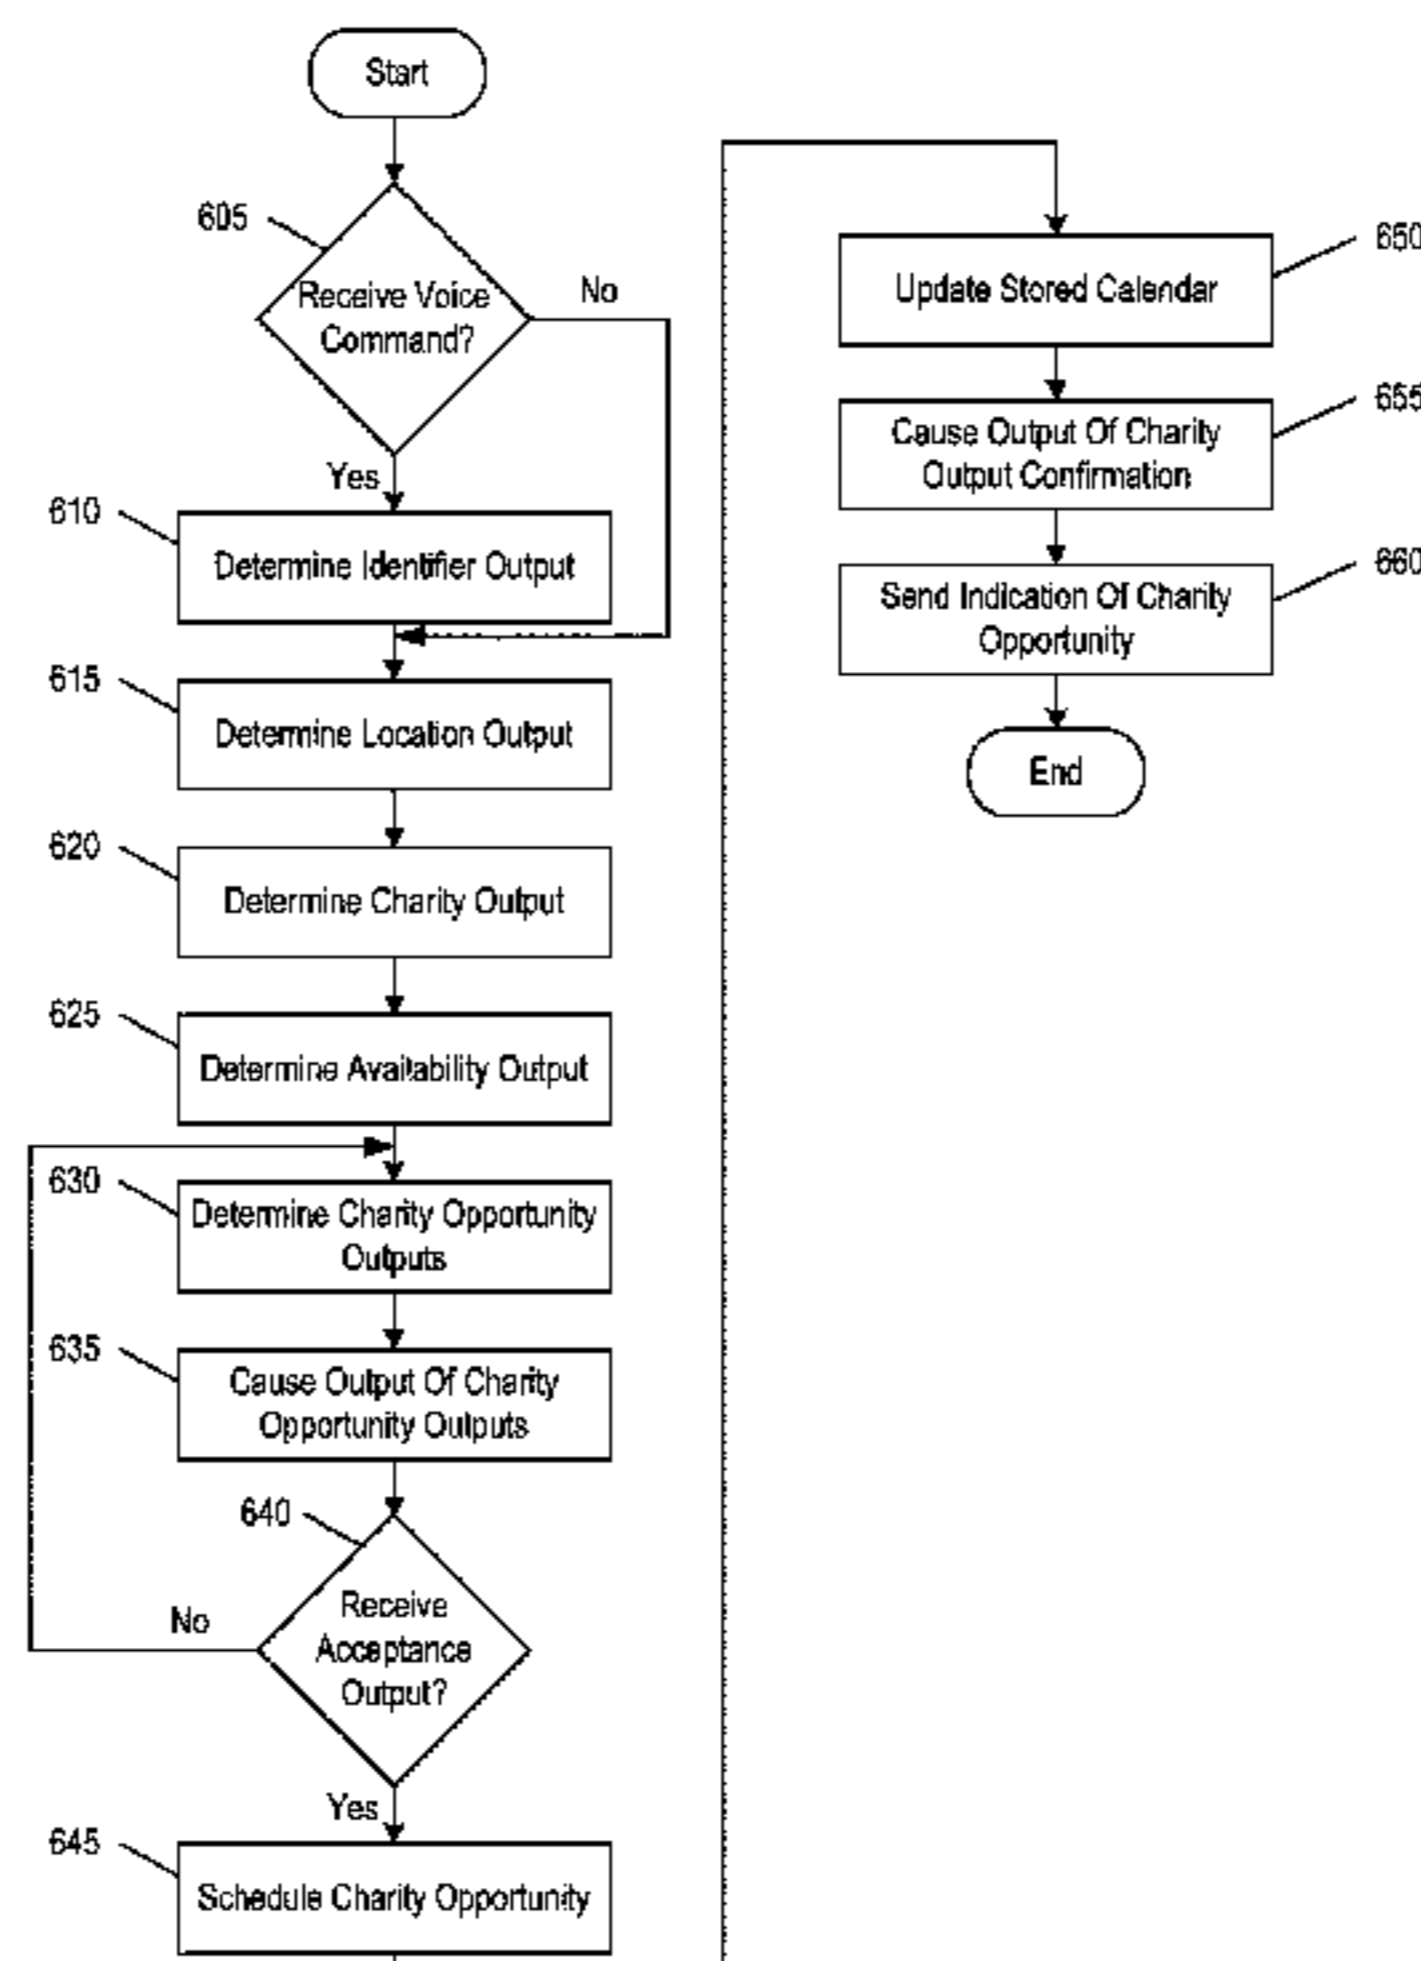 Start
605
Receive Voice
Command?
No
Yes
610
Determine Identifier Output
615
Determine Location Output
620
Determine Charity Output
625
Determine Availability Output
630
Determine Charity Opportunity
Outputs
635
Cause Output Of Charity
Opportunity Outputs
640
Receive
Acceptance
Output?
No
Yes
645
Schedule Charity Opportunity
650
Update Stored Calendar
655
Cause Output Of Charity
Output Confirmation
660
Send Indication Of Charity
Opportunity
End